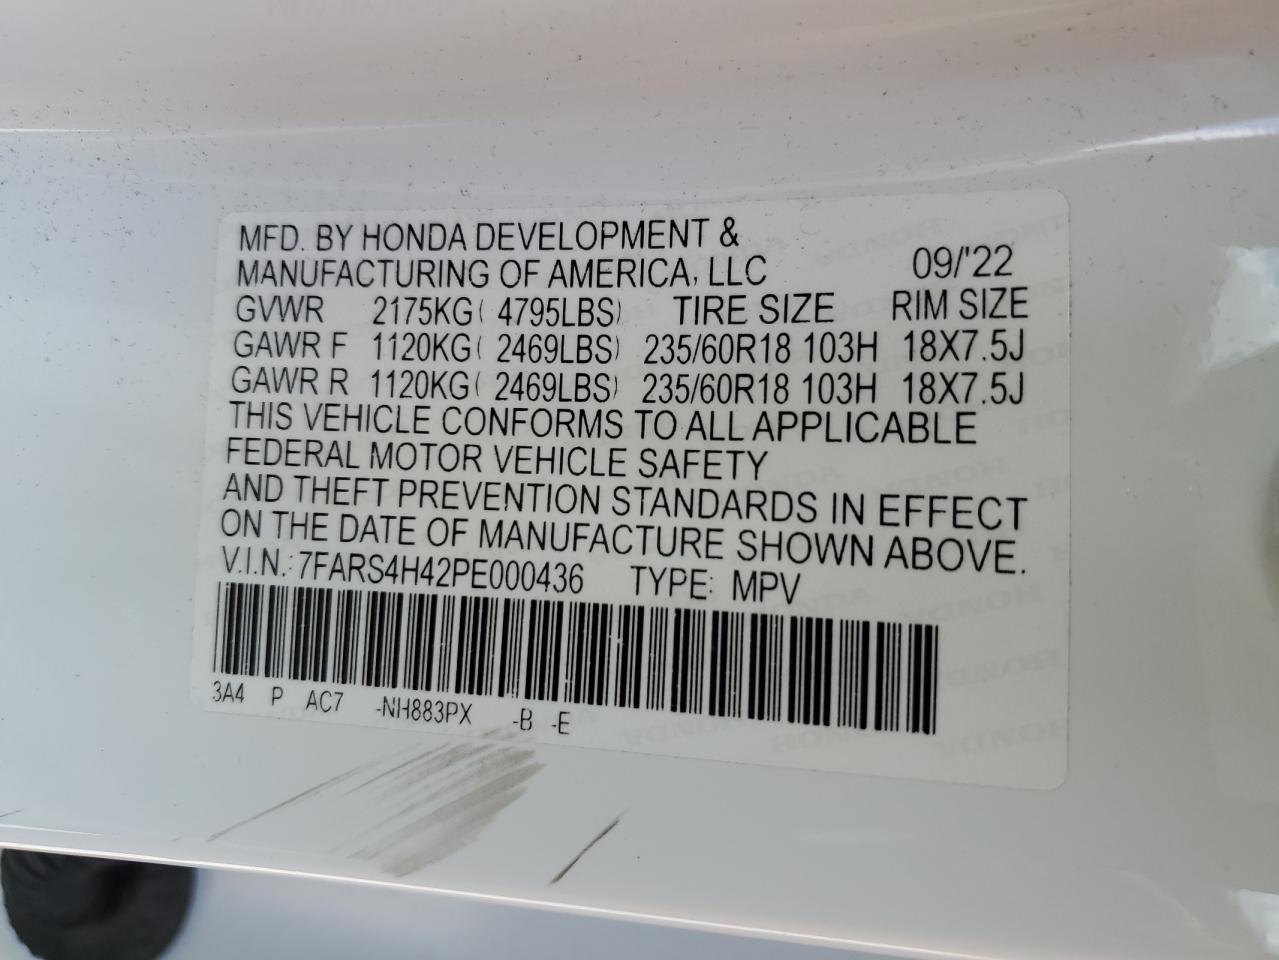 MFD. BY HONDA DEVELOPMENT &
MANUFACTURING OF AMERICA, LLC 09/'22
GVWR 2175KG( 4795LBS) TIRE SIZE RIM SIZE
GAWR F 1120KG( 2469LBS) 235/60R18 103H 18X7.5J
GAWR R 1120KG( 2469LBS) 235/60R18 103H 18X7.5J
THIS VEHICLE CONFORMS TO ALL APPLICABLE
FEDERAL MOTOR VEHICLE SAFETY
AND THEFT PREVENTION STANDARDS IN EFFECT
ON THE DATE OF MANUFACTURE SHOWN ABOVE.
V.I.N.: 7FARS4H42PE000436 TYPE: MPV
3A4 P AC7 -NH883PX -B -E